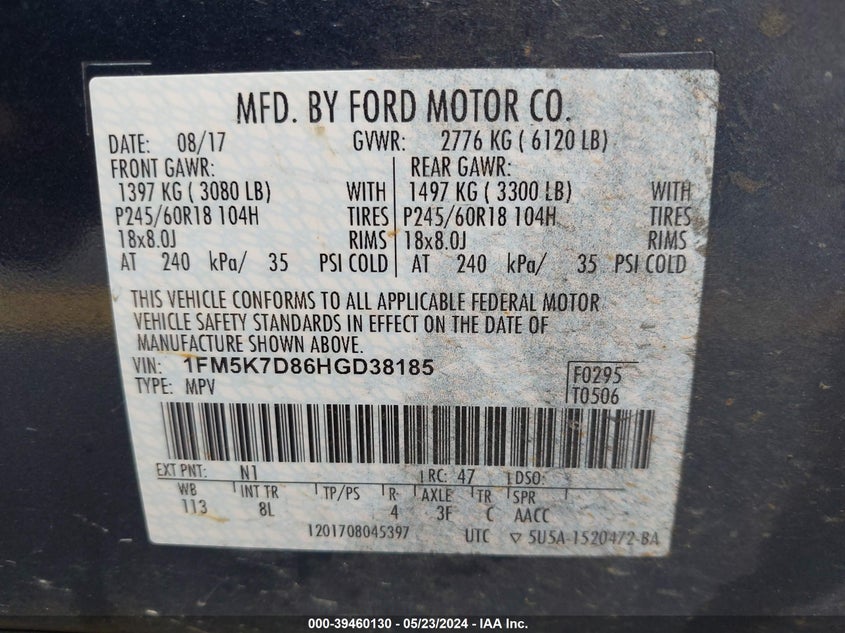 MFD. BY FORD MOTOR CO.
DATE: 08/17 GVWR: 2776 KG ( 6120 LB)
FRONT GAWR: REAR GAWR:
1397 KG ( 3080 LB) WITH 1497 KG ( 3300 LB) WITH
P245/60R18 104H TIRES P245/60R18 104H TIRES
18x8.0J RIMS 18x8.0J RIMS
AT 240 kPa/ 35 PSI COLD AT 240 kPa/ 35 PSI COLD
THIS VEHICLE CONFORMS TO ALL APPLICABLE FEDERAL MOTOR
VEHICLE SAFETY STANDARDS IN EFFECT ON THE DATE OF
MANUFACTURE SHOWN ABOVE.
VIN: 1FM5K7D86HGD38185 F0295
TYPE: MPV T0506
EXT PNT: N1 RC: 47 DSO:
WB INT TR TP/PS R AXLE TR SPR
113 8L 4 3F C AACC
1201708045397 UTC ▽ 5U5A-1520472-BA
000-39460130 - 05/23/2024 - IAA Inc.